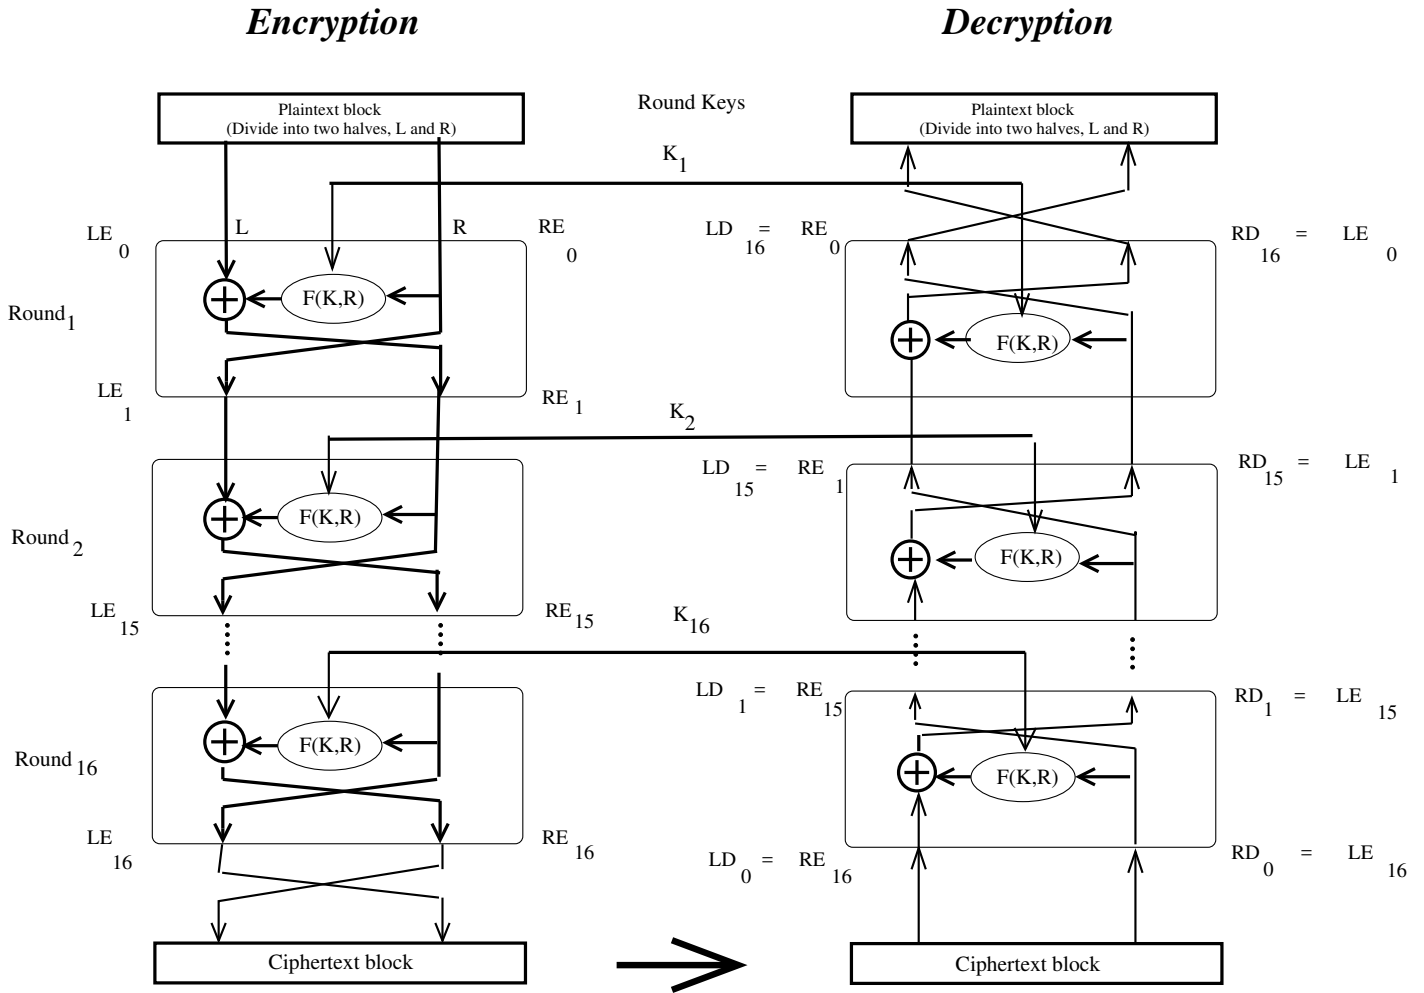 Encryption
Decryption
Plaintext block
(Divide into two halves, L and R)
Round Keys
Plaintext block
(Divide into two halves, L and R)
K1
LE0
L
R
RE0
LD16 = RE0
RD16 = LE0
F(K,R)
Round1
F(K,R)
LE1
RE1
K2
LD15 = RE1
RD15 = LE1
F(K,R)
Round2
F(K,R)
LE15
RE15
K16
LD1 = RE15
RD1 = LE15
F(K,R)
Round16
F(K,R)
LE16
RE16
LD0 = RE16
RD0 = LE16
Ciphertext block
Ciphertext block